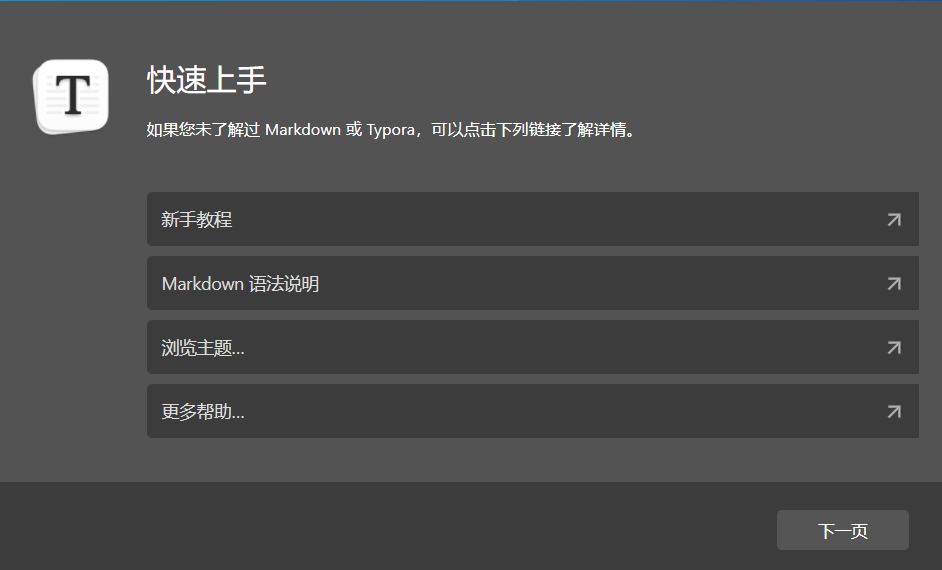 T
快速上手
如果您未了解过 Markdown 或 Typora，可以点击下列链接了解详情。
新手教程
Markdown 语法说明
浏览主题...
更多帮助...
下一页